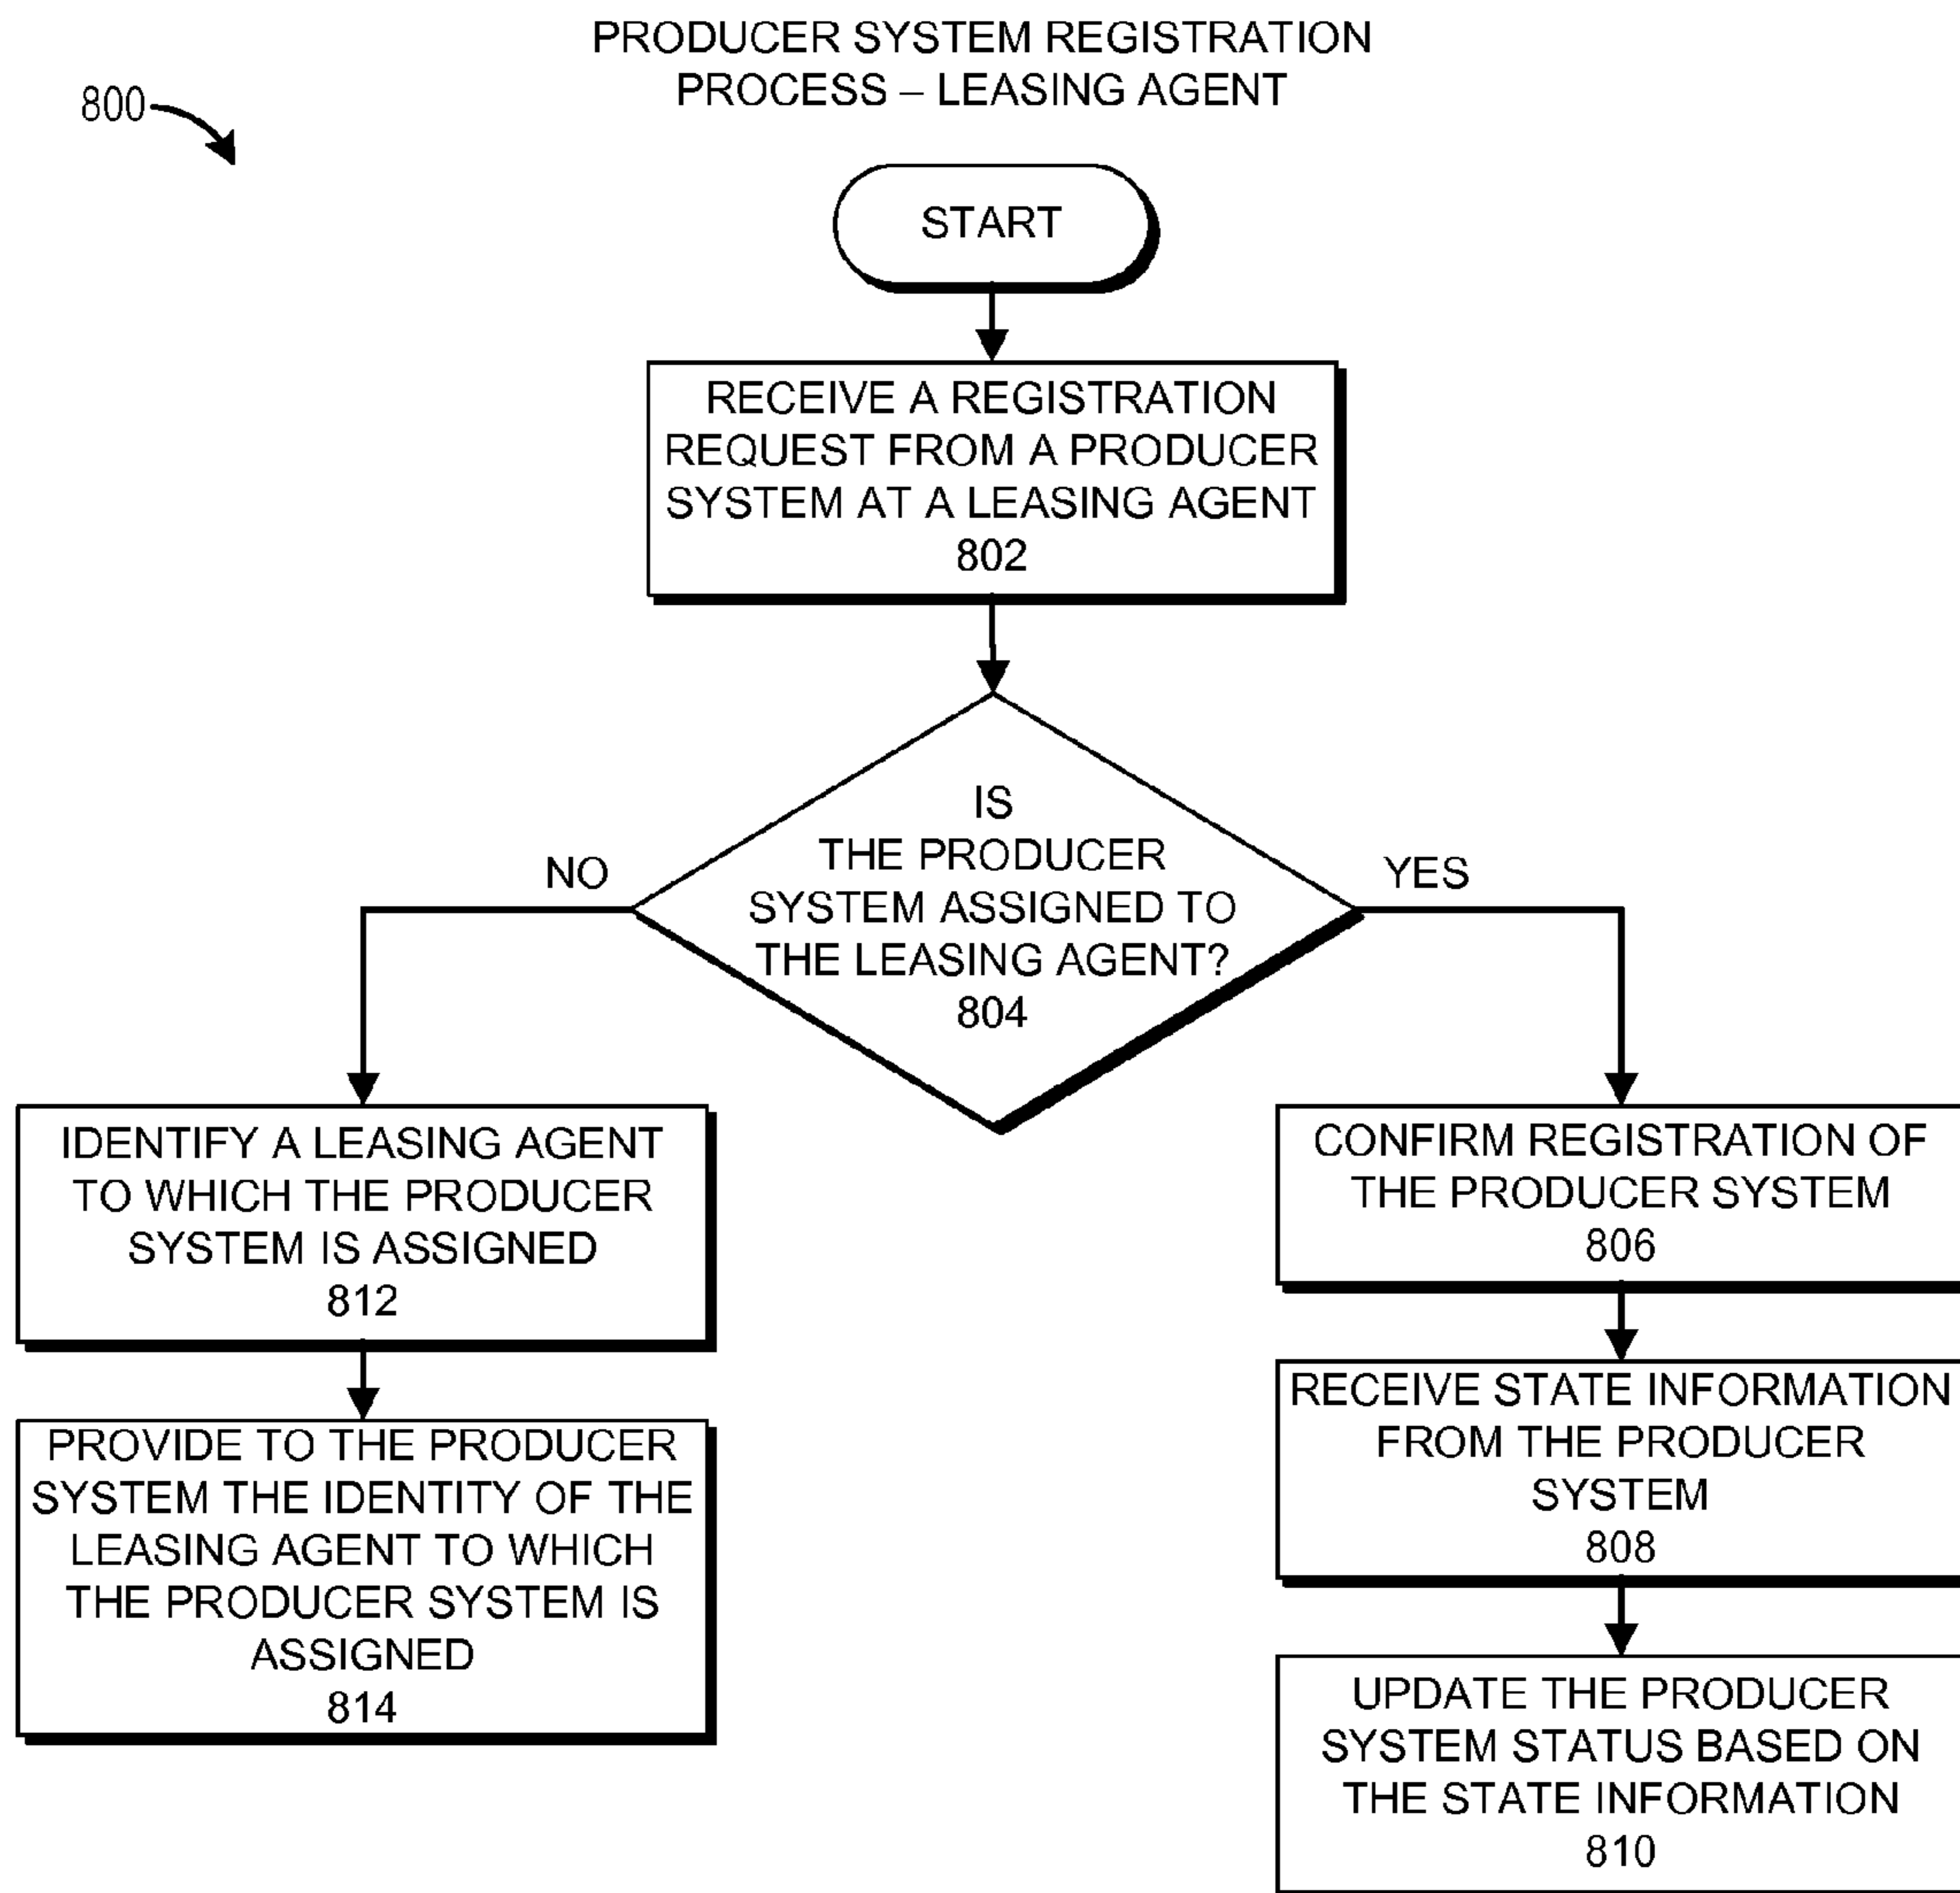 PRODUCER SYSTEM REGISTRATION
PROCESS – LEASING AGENT
800
START
RECEIVE A REGISTRATION
REQUEST FROM A PRODUCER
SYSTEM AT A LEASING AGENT
802
IS
THE PRODUCER
SYSTEM ASSIGNED TO
THE LEASING AGENT?
804
NO
YES
IDENTIFY A LEASING AGENT
TO WHICH THE PRODUCER
SYSTEM IS ASSIGNED
812
PROVIDE TO THE PRODUCER
SYSTEM THE IDENTITY OF THE
LEASING AGENT TO WHICH
THE PRODUCER SYSTEM IS
ASSIGNED
814
CONFIRM REGISTRATION OF
THE PRODUCER SYSTEM
806
RECEIVE STATE INFORMATION
FROM THE PRODUCER
SYSTEM
808
UPDATE THE PRODUCER
SYSTEM STATUS BASED ON
THE STATE INFORMATION
810